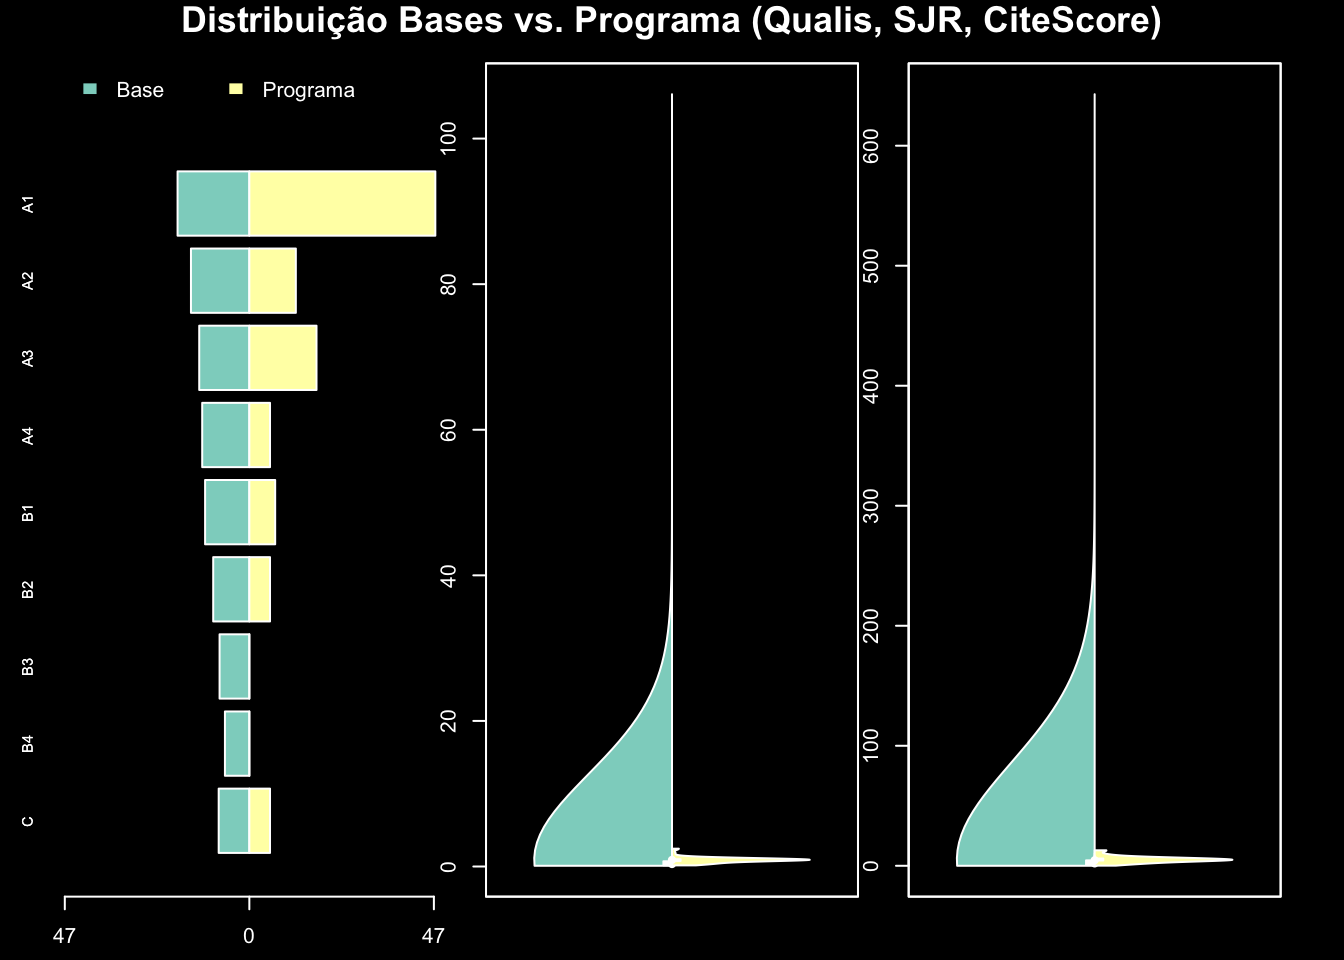 Distribuição Bases vs. Programa (Qualis, SJR, CiteScore)
Base
Programa
A1
A2
A3
A4
B1
B2
B3
B4
C
47
0
47
100
80
60
40
20
0
600
500
400
300
200
100
0